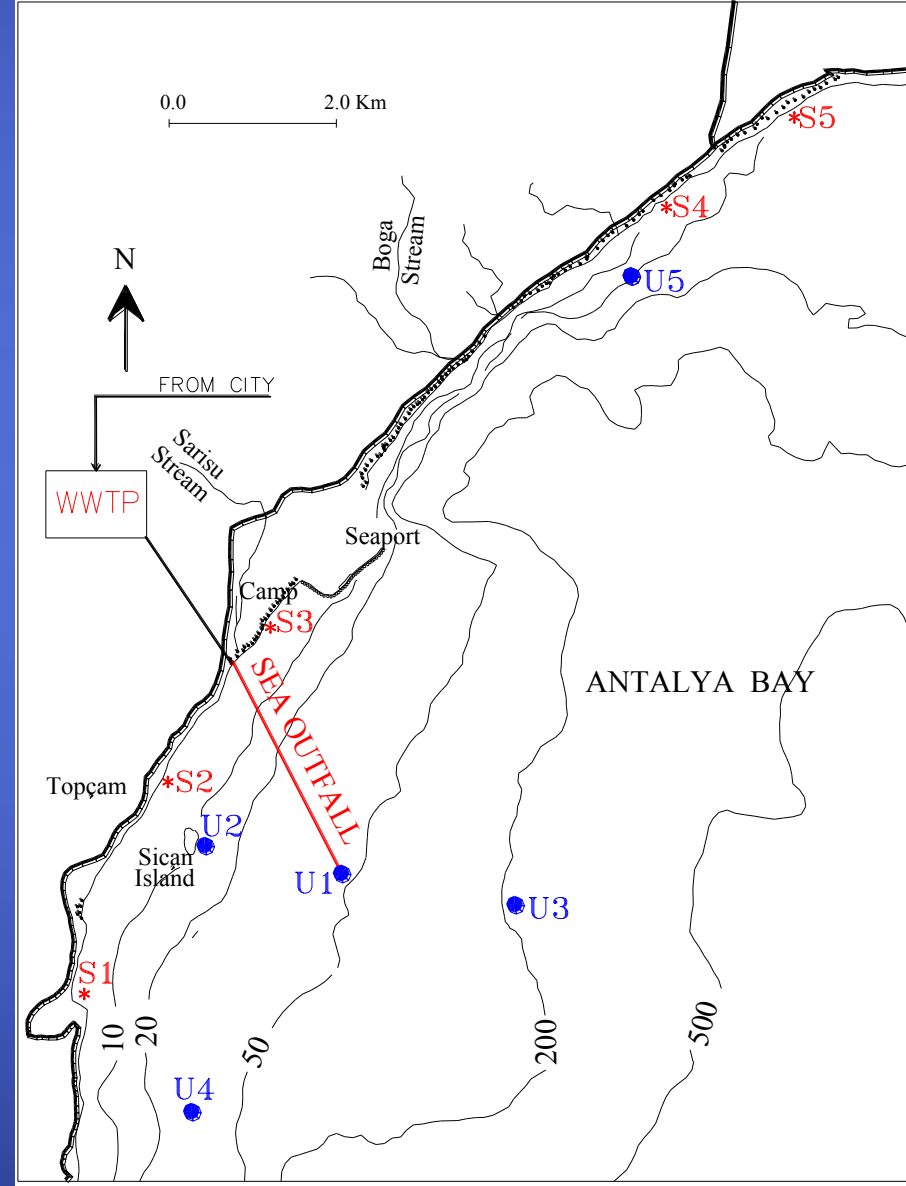 0.0 2.0 Km
S5
S4
Boga
Stream
N
U5
FROM CITY
Sarisu
Stream
WWTP
Seaport
Camp
S3
SEA OUTFALL
ANTALYA BAY
S2
Topçam
U2
Sican
Island
U1
U3
S1
10
20
50
200
500
U4